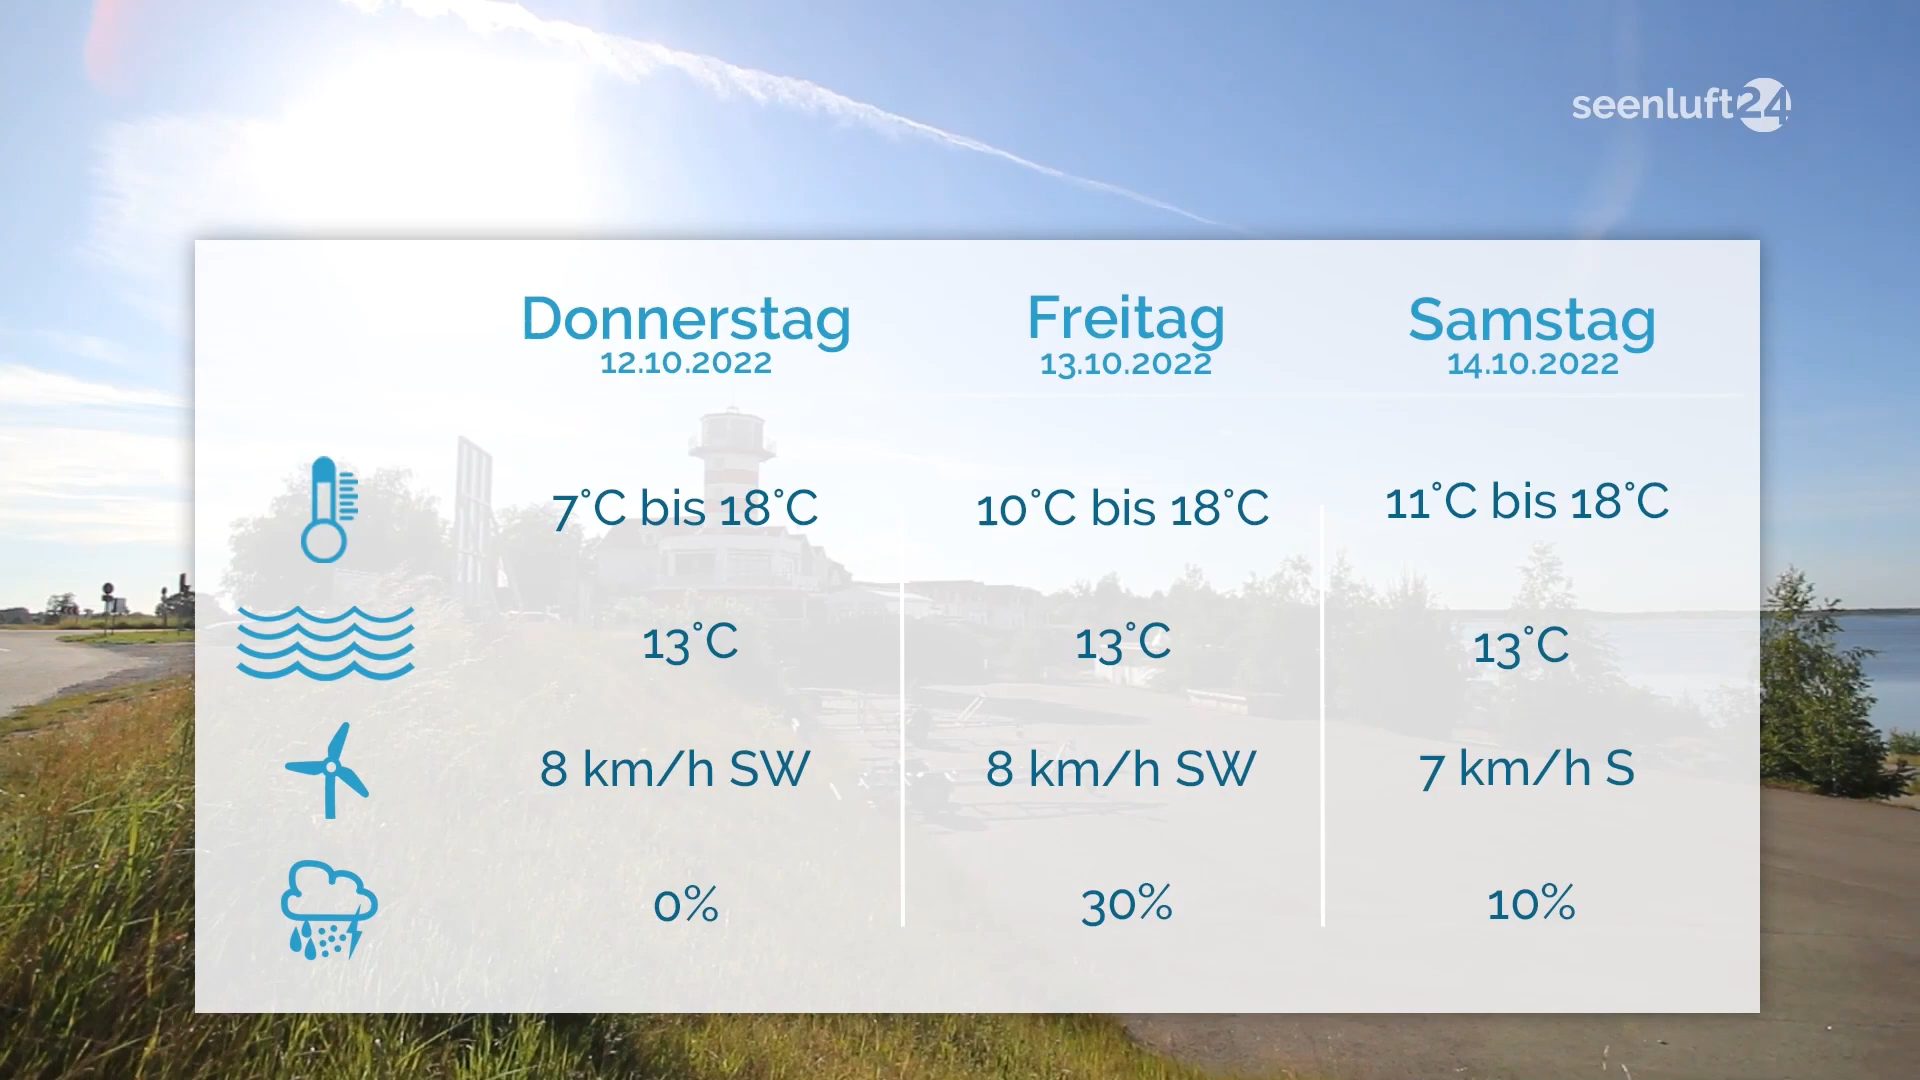 seenluft24
Donnerstag Freitag Samstag
12.10.2022 13.10.2022 14.10.2022
7°C bis 18°C 10°C bis 18°C 11°C bis 18°C
13°C 13°C 13°C
8 km/h SW 8 km/h SW 7 km/h S
0% 30% 10%